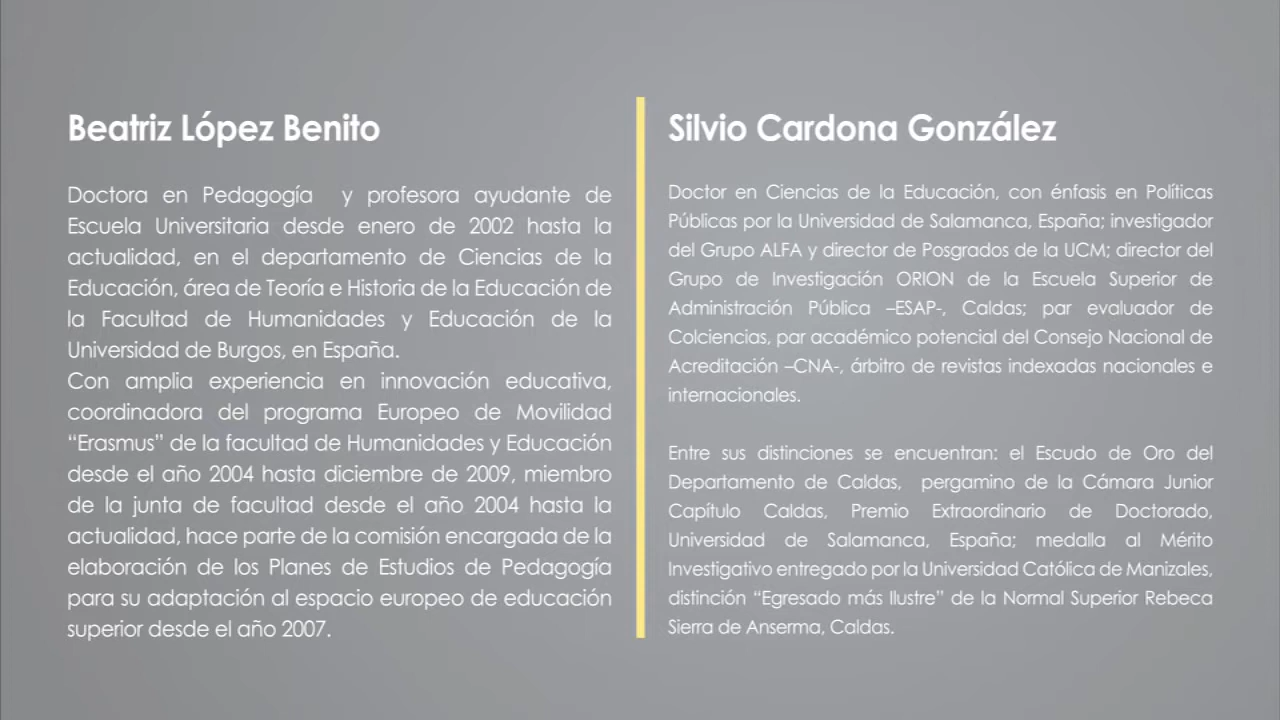 Beatriz López Benito
Doctora en Pedagogía y profesora ayudante de
Escuela Universitaria desde enero de 2002 hasta la
actualidad, en el departamento de Ciencias de la
Educación, área de Teoría e Historia de la Educación de
la Facultad de Humanidades y Educación de la
Universidad de Burgos, en España.
Con amplia experiencia en innovación educativa,
coordinadora del programa Europeo de Movilidad
“Erasmus” de la facultad de Humanidades y Educación
desde el año 2004 hasta diciembre de 2009, miembro
de la junta de facultad desde el año 2004 hasta la
actualidad, hace parte de la comisión encargada de la
elaboración de los Planes de Estudios de Pedagogía
para su adaptación al espacio europeo de educación
superior desde el año 2007.
Silvio Cardona González
Doctor en Ciencias de la Educación, con énfasis en Políticas
Públicas por la Universidad de Salamanca, España; investigador
del Grupo ALFA y director de Posgrados de la UCM; director del
Grupo de Investigación ORION de la Escuela Superior de
Administración Pública –ESAP-, Caldas; par evaluador de
Colciencias, par académico potencial del Consejo Nacional de
Acreditación –CNA-, árbitro de revistas indexadas nacionales e
internacionales.
Entre sus distinciones se encuentran: el Escudo de Oro del
Departamento de Caldas, pergamino de la Cámara Junior
Capítulo Caldas, Premio Extraordinario de Doctorado,
Universidad de Salamanca, España; medalla al Mérito
Investigativo entregado por la Universidad Católica de Manizales,
distinción “Egresado más Ilustre” de la Normal Superior Rebeca
Sierra de Anserma, Caldas.